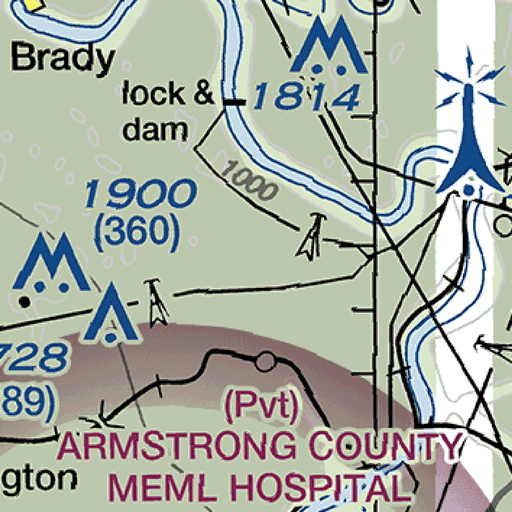 Brady
lock &
dam
1814
1000
1900
(360)
728
89)
(Pvt)
ARMSTRONG COUNTY
MEML HOSPITAL
gton